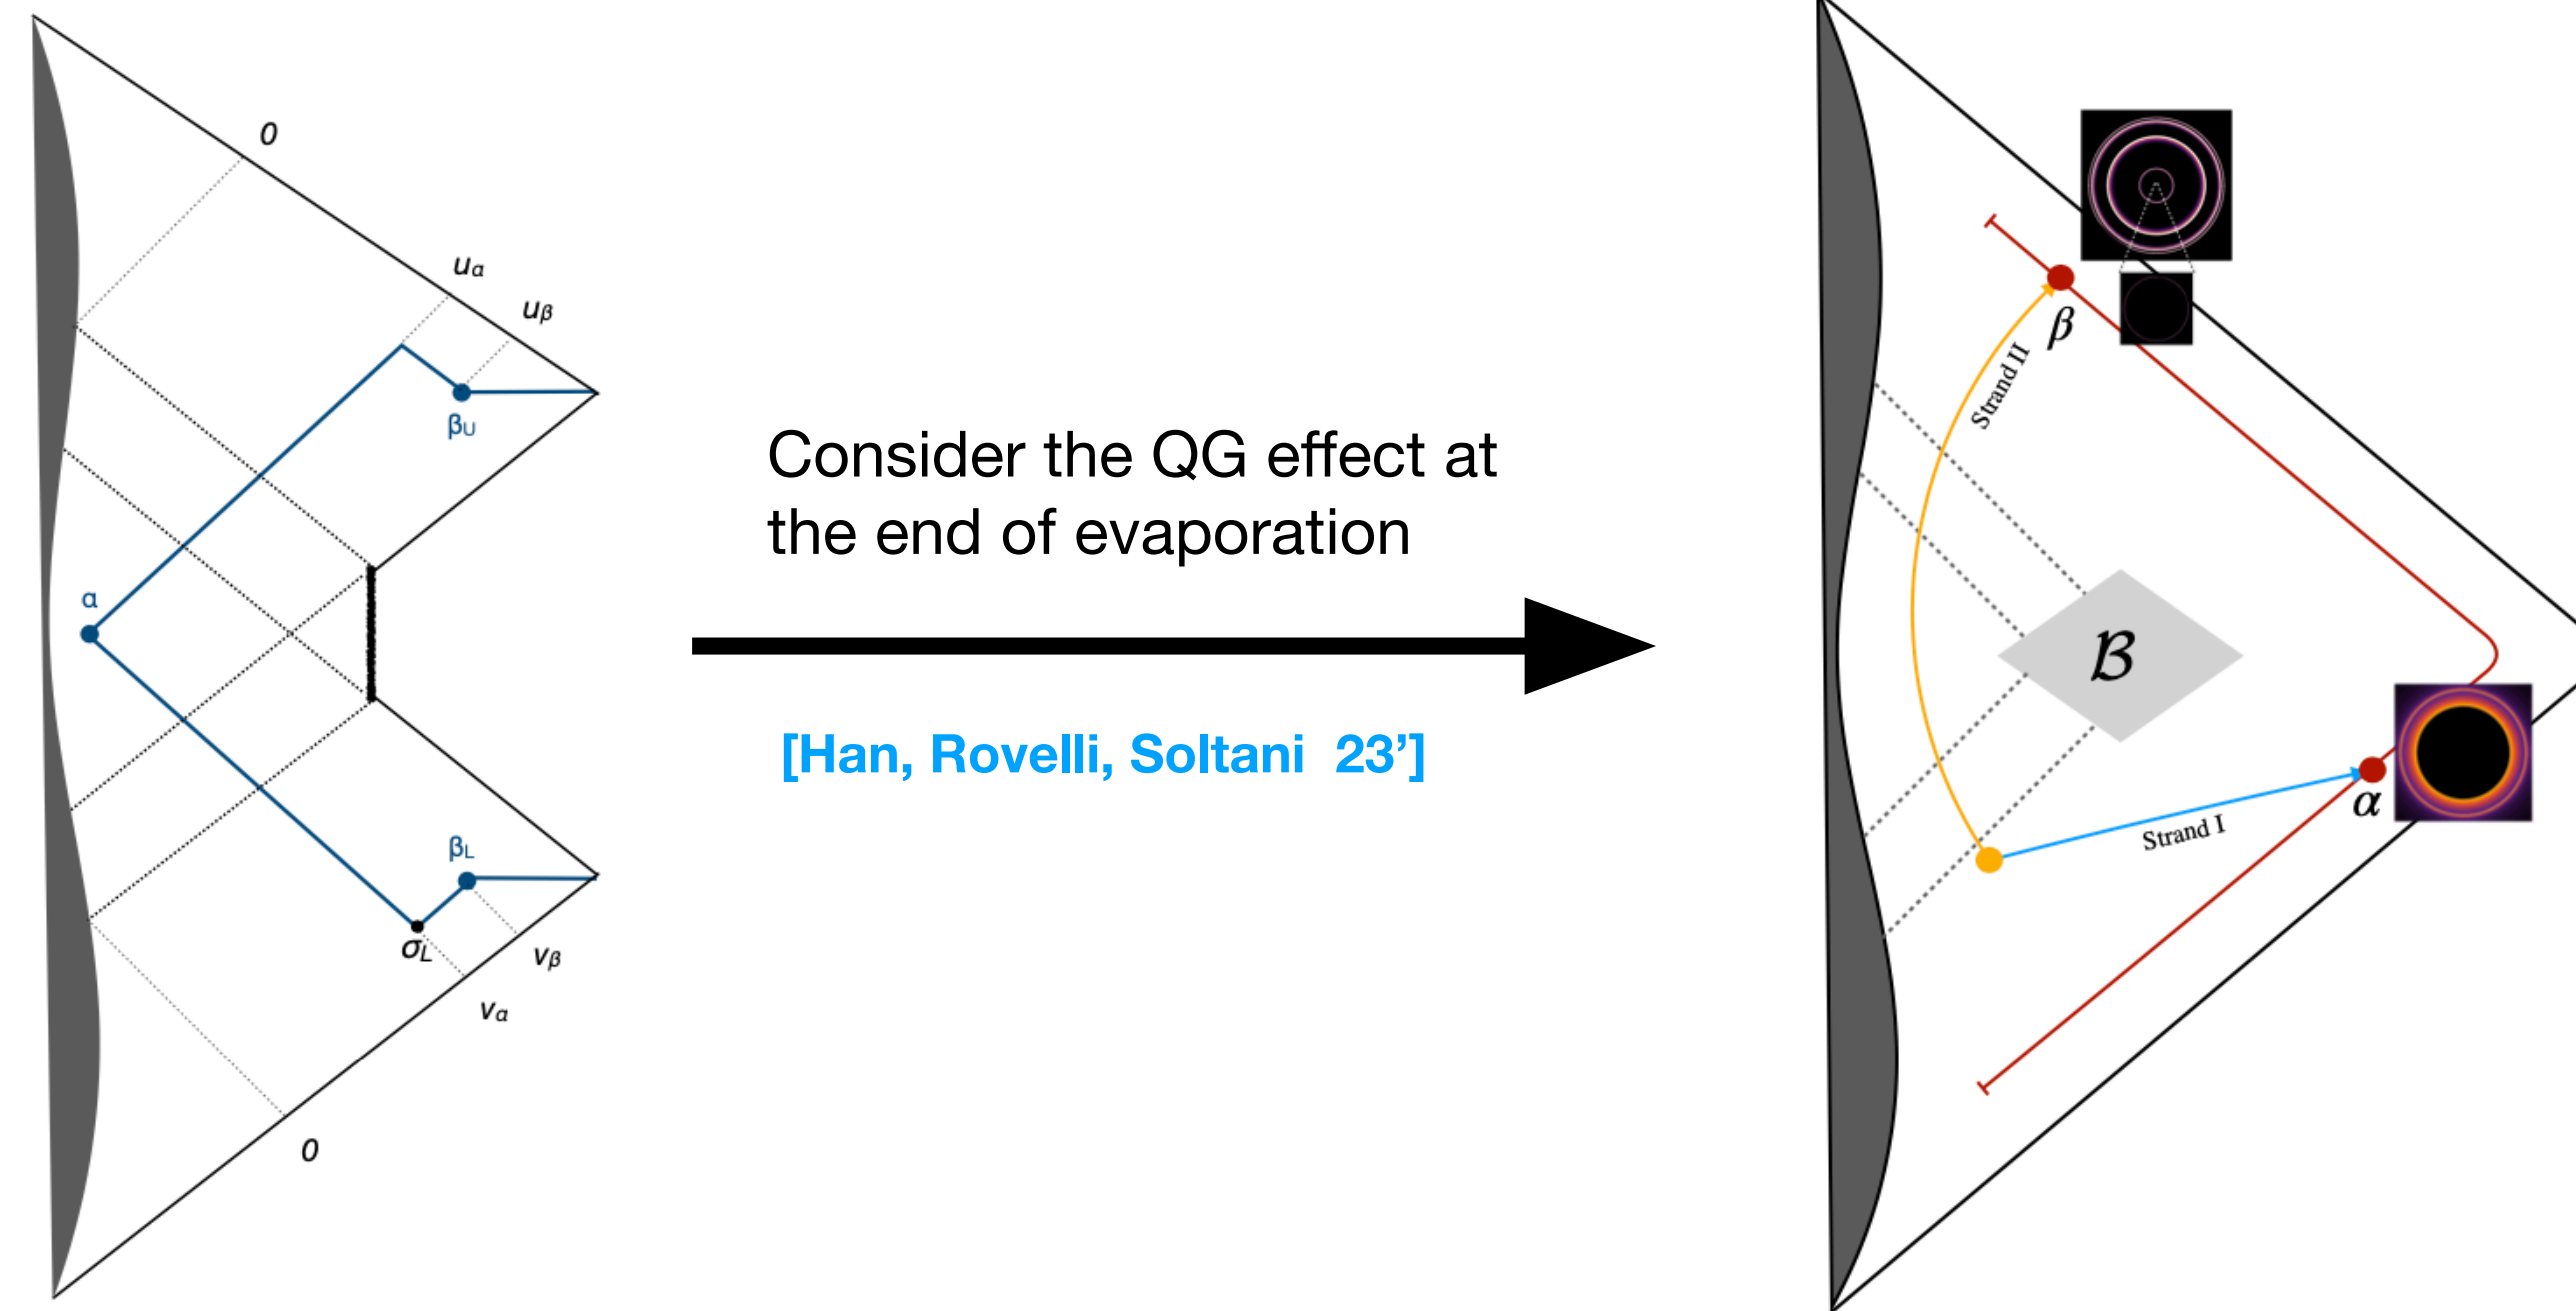 0
uα
uβ
βU
α
βL
σL
vβ
vα
0
Consider the QG effect at
the end of evaporation
[Han, Rovelli, Soltani 23’]
β
Strand II
ℬ
α
Strand I